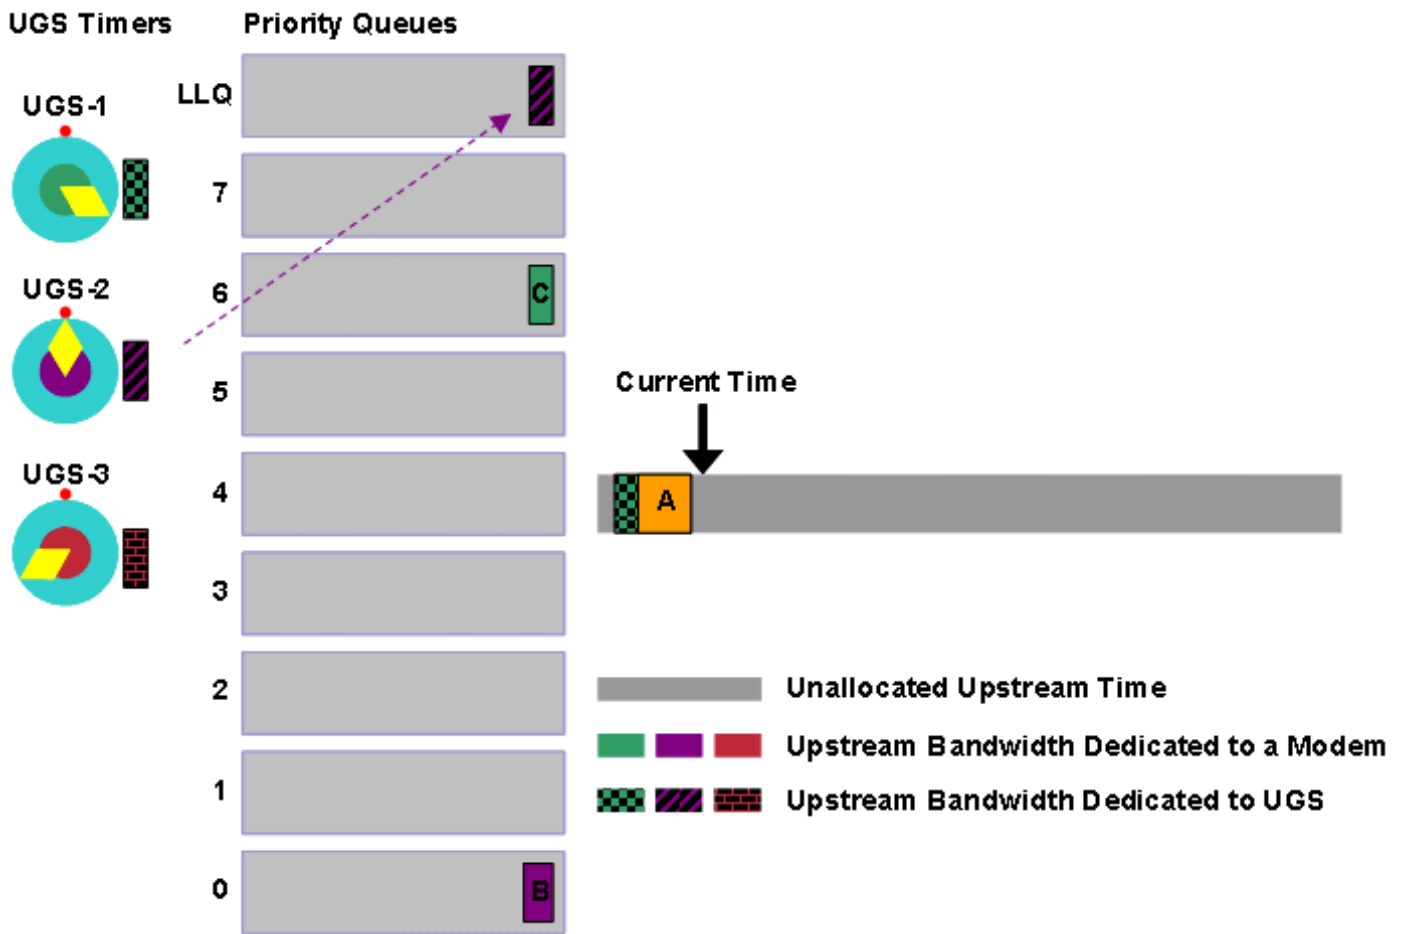 UGS Timers
Priority Queues
LLQ
UGS-1
7
UGS-2
6
C
5
Current Time
UGS-3
4
A
3
2
Unallocated Upstream Time
Upstream Bandwidth Dedicated to a Modem
1
Upstream Bandwidth Dedicated to UGS
0
B